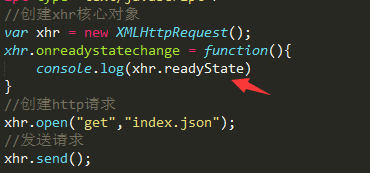 //创建xhr核心对象
var xhr = new XMLHttpRequest();
xhr.onreadystatechange = function(){
    console.log(xhr.readyState)
}
//创建http请求
xhr.open("get","index.json");
//发送请求
xhr.send();